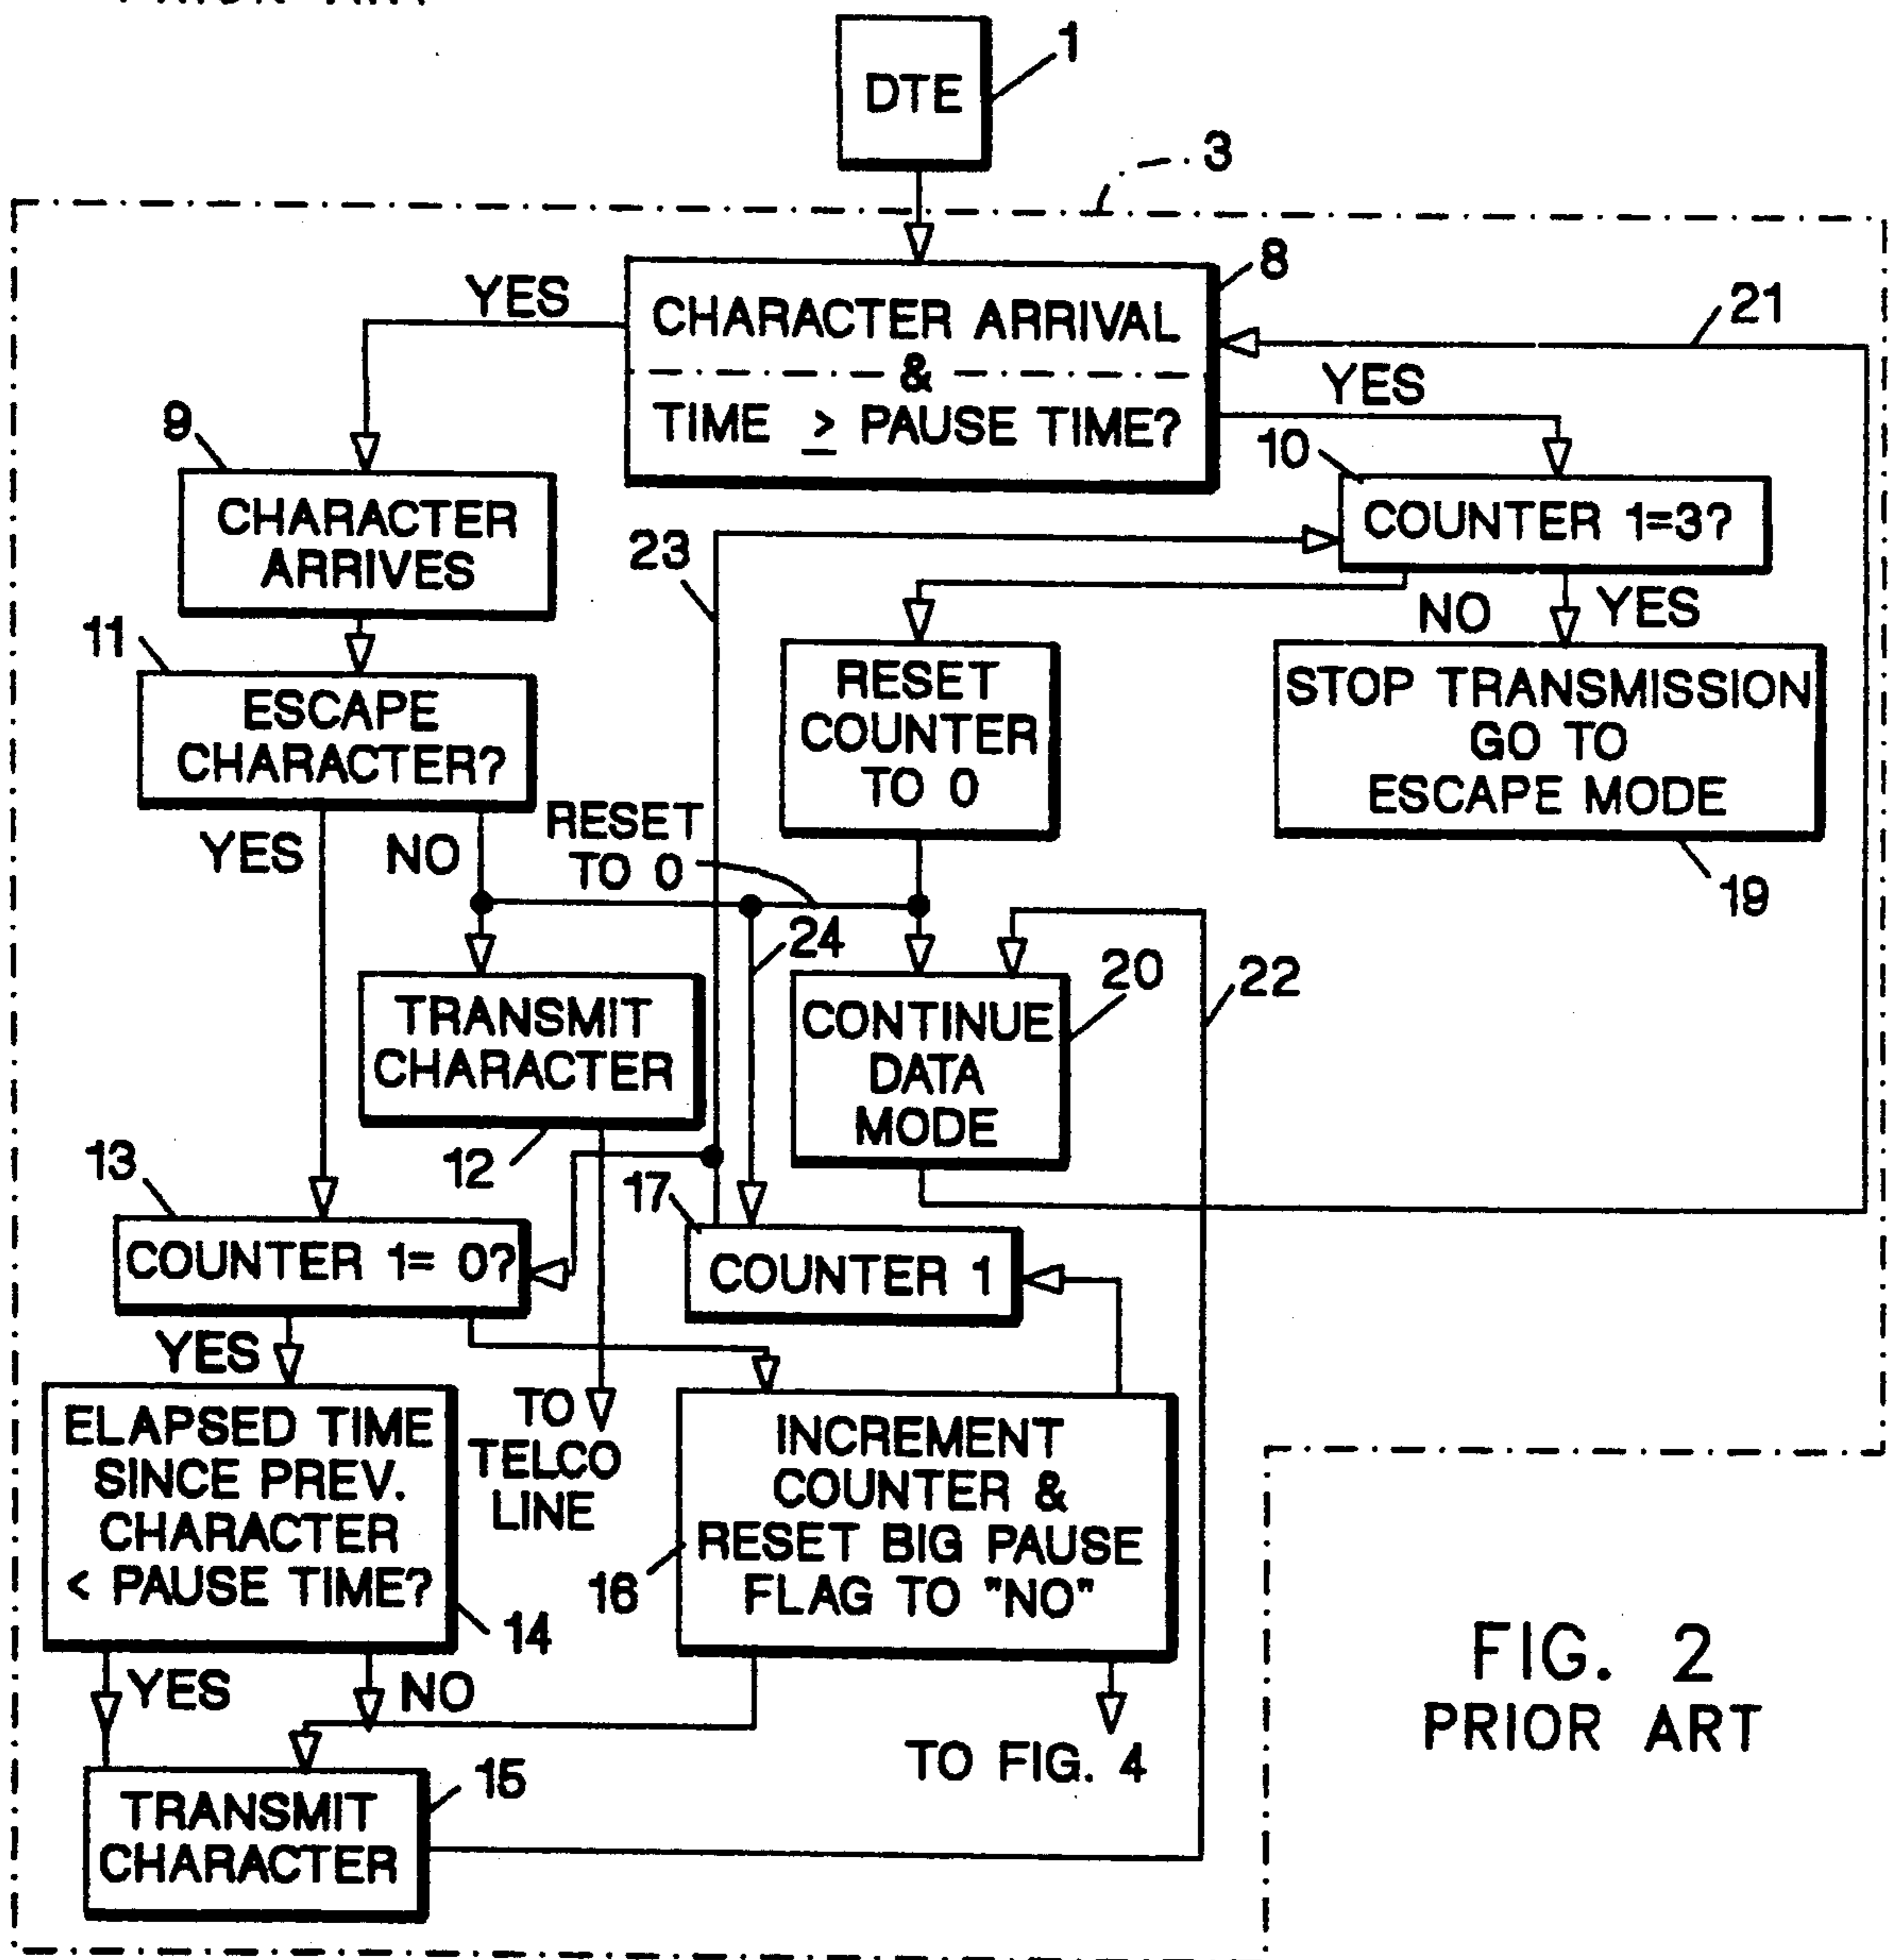 DTE
1
3
8
CHARACTER ARRIVAL
&
TIME ≥ PAUSE TIME?
YES
YES
21
9
CHARACTER
ARRIVES
10
COUNTER 1=3?
23
NO
YES
11
ESCAPE
CHARACTER?
RESET
COUNTER
TO 0
STOP TRANSMISSION
GO TO
ESCAPE MODE
19
YES
NO
RESET
TO 0
24
20
22
TRANSMIT
CHARACTER
12
CONTINUE
DATA
MODE
13
COUNTER 1= 0?
17
COUNTER 1
YES
ELAPSED TIME
SINCE PREV.
CHARACTER
< PAUSE TIME?
14
TO
TELCO
LINE
INCREMENT
COUNTER &
RESET BIG PAUSE
FLAG TO "NO"
16
YES
NO
TO FIG. 4
15
TRANSMIT
CHARACTER
FIG. 2
PRIOR ART